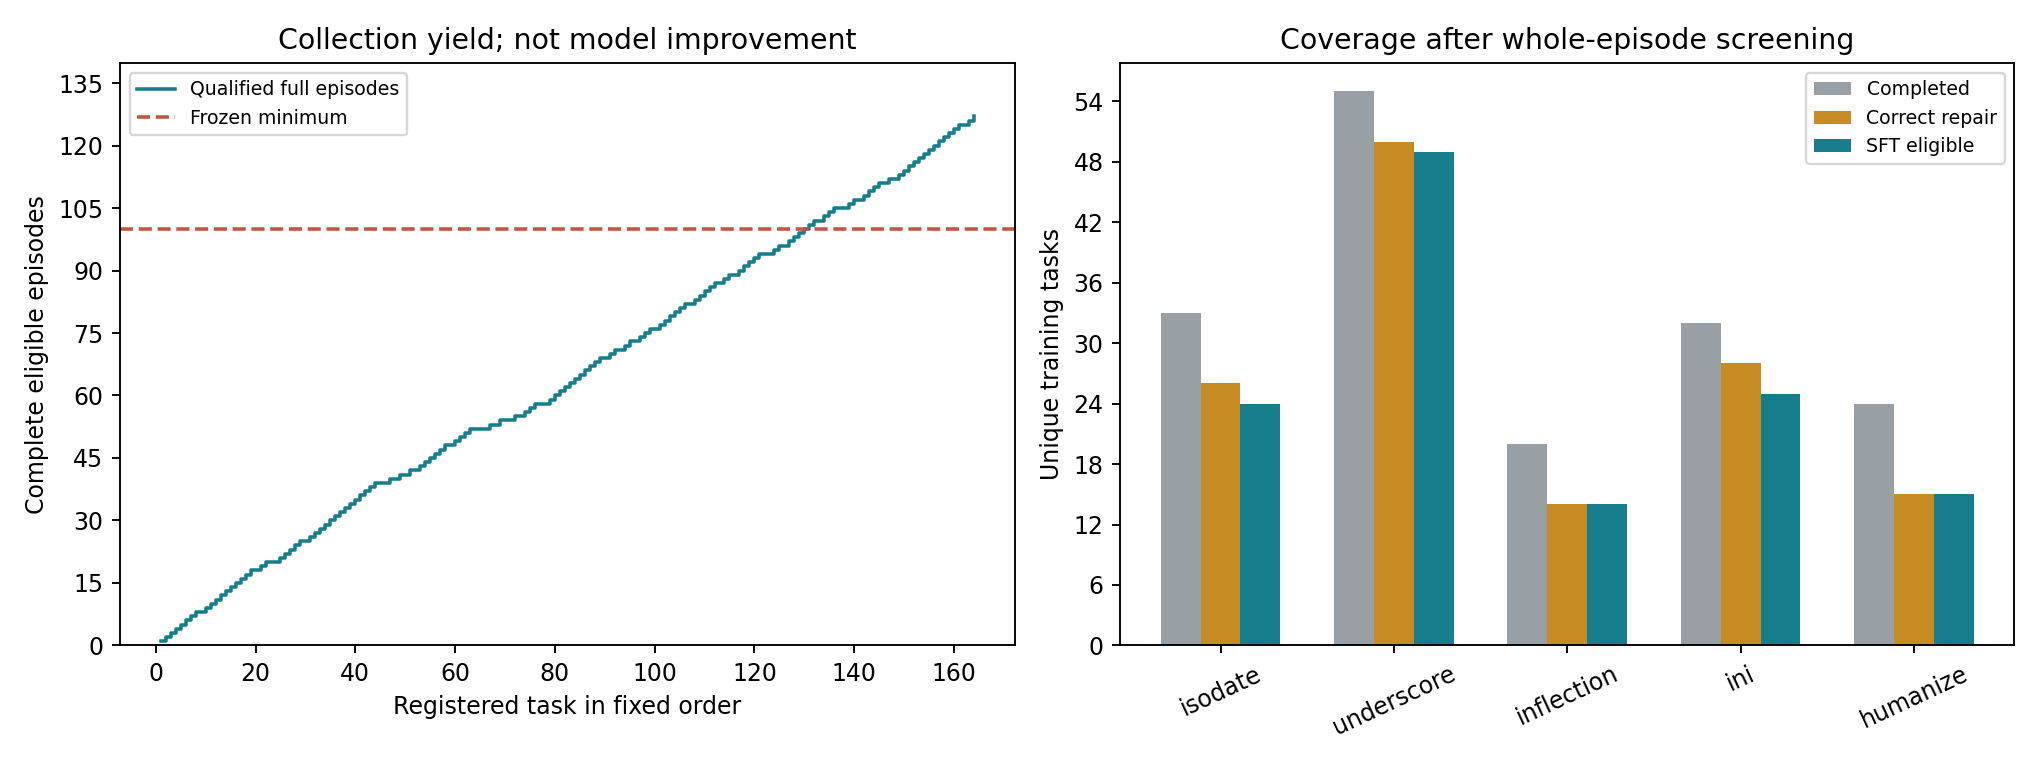 Collection yield; not model improvement
Qualified full episodes
Frozen minimum
Complete eligible episodes
135
120
105
90
75
60
45
30
15
0
0 20 40 60 80 100 120 140 160
Registered task in fixed order
Coverage after whole-episode screening
Completed
Correct repair
SFT eligible
Unique training tasks
54
48
42
36
30
24
18
12
6
0
isodate underscore inflection ini humanize